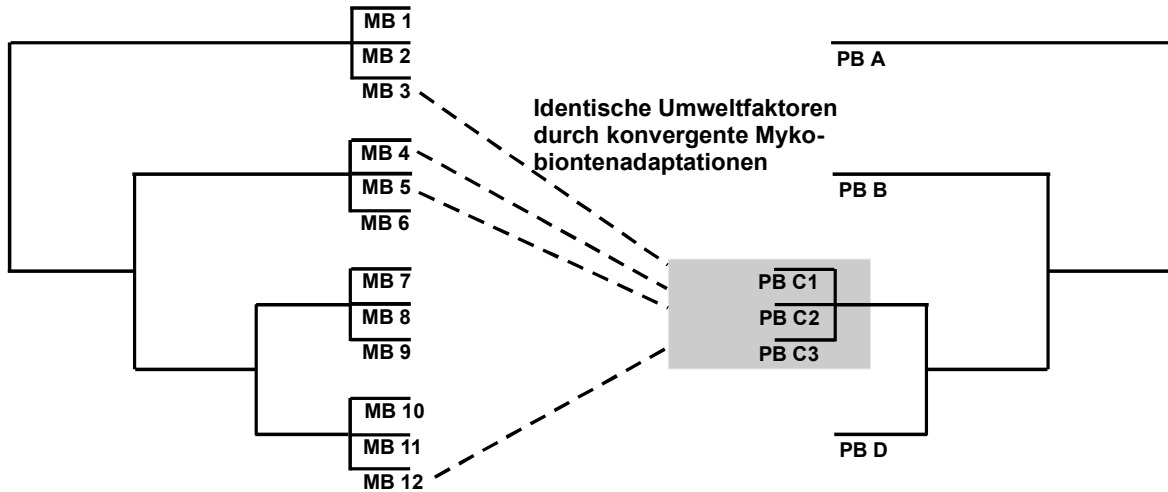 MB 1
MB 2
MB 3
MB 4
MB 5
MB 6
MB 7
MB 8
MB 9
MB 10
MB 11
MB 12
Identische Umweltfaktoren
durch konvergente Myko-
biontenadaptationen
PB A
PB B
PB C1
PB C2
PB C3
PB D